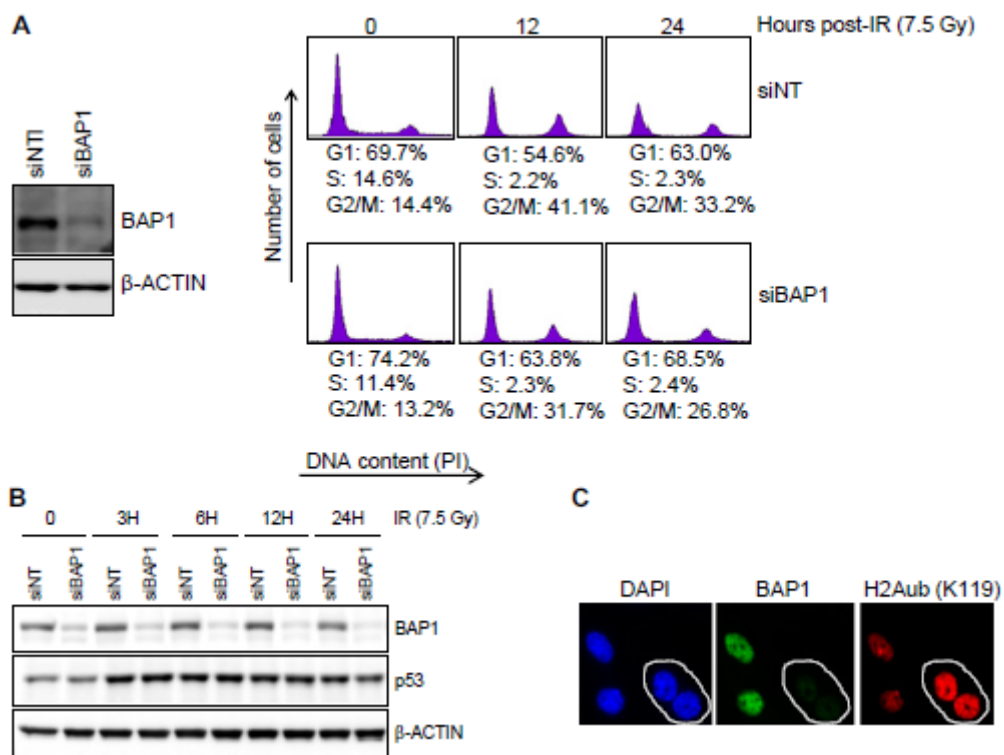 A
siNTl
siBAP1
BAP1
β-ACTIN
0
12
24
Hours post-IR (7.5 Gy)
Number of cells
siNT
G1: 69.7%
S: 14.6%
G2/M: 14.4%
G1: 54.6%
S: 2.2%
G2/M: 41.1%
G1: 63.0%
S: 2.3%
G2/M: 33.2%
siBAP1
G1: 74.2%
S: 11.4%
G2/M: 13.2%
G1: 63.8%
S: 2.3%
G2/M: 31.7%
G1: 68.5%
S: 2.4%
G2/M: 26.8%
DNA content (PI)
B
0
3H
6H
12H
24H
IR (7.5 Gy)
siNT
siBAP1
siNT
siBAP1
siNT
siBAP1
siNT
siBAP1
siNT
siBAP1
BAP1
p53
β-ACTIN
C
DAPI
BAP1
H2Aub (K119)